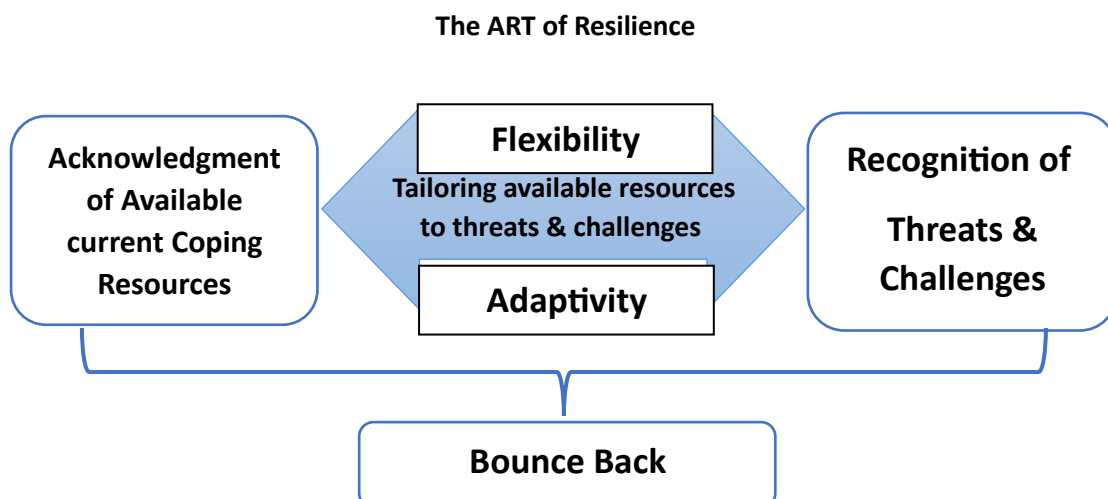 The ART of Resilience
Acknowledgment
of Available
current Coping
Resources
Flexibility
Tailoring available resources
to threats & challenges
Adaptivity
Recognition of
Threats &
Challenges
Bounce Back